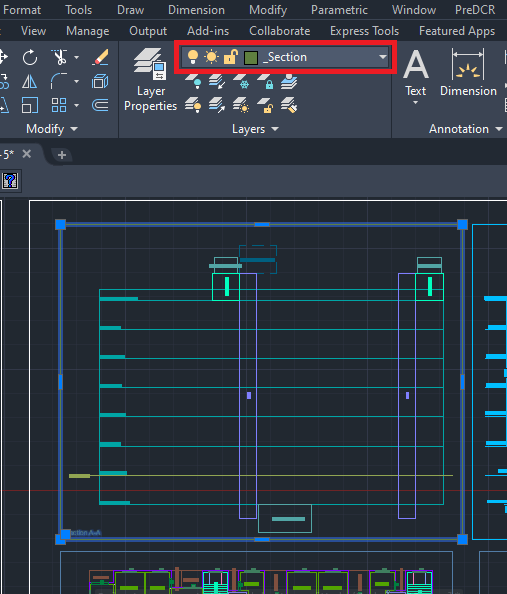 Format Draw Dimension Modify Parametric Window PreDCR
View Manage Output Add-ins Collaborate Express Tools Featured Apps
_Section
Layer
Properties
Text
Dimension
Modify
Layers
Annotation
-5*